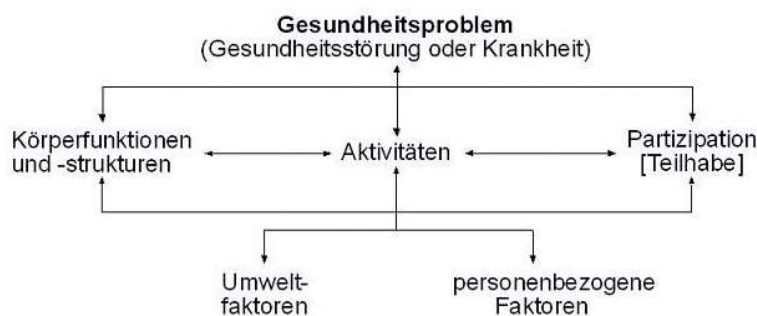 Gesundheitsproblem
(Gesundheitsstörung oder Krankheit)
Körperfunktionen
und -strukturen
Aktivitäten
Partizipation
[Teilhabe]
Umwelt-
faktoren
personenbezogene
Faktoren